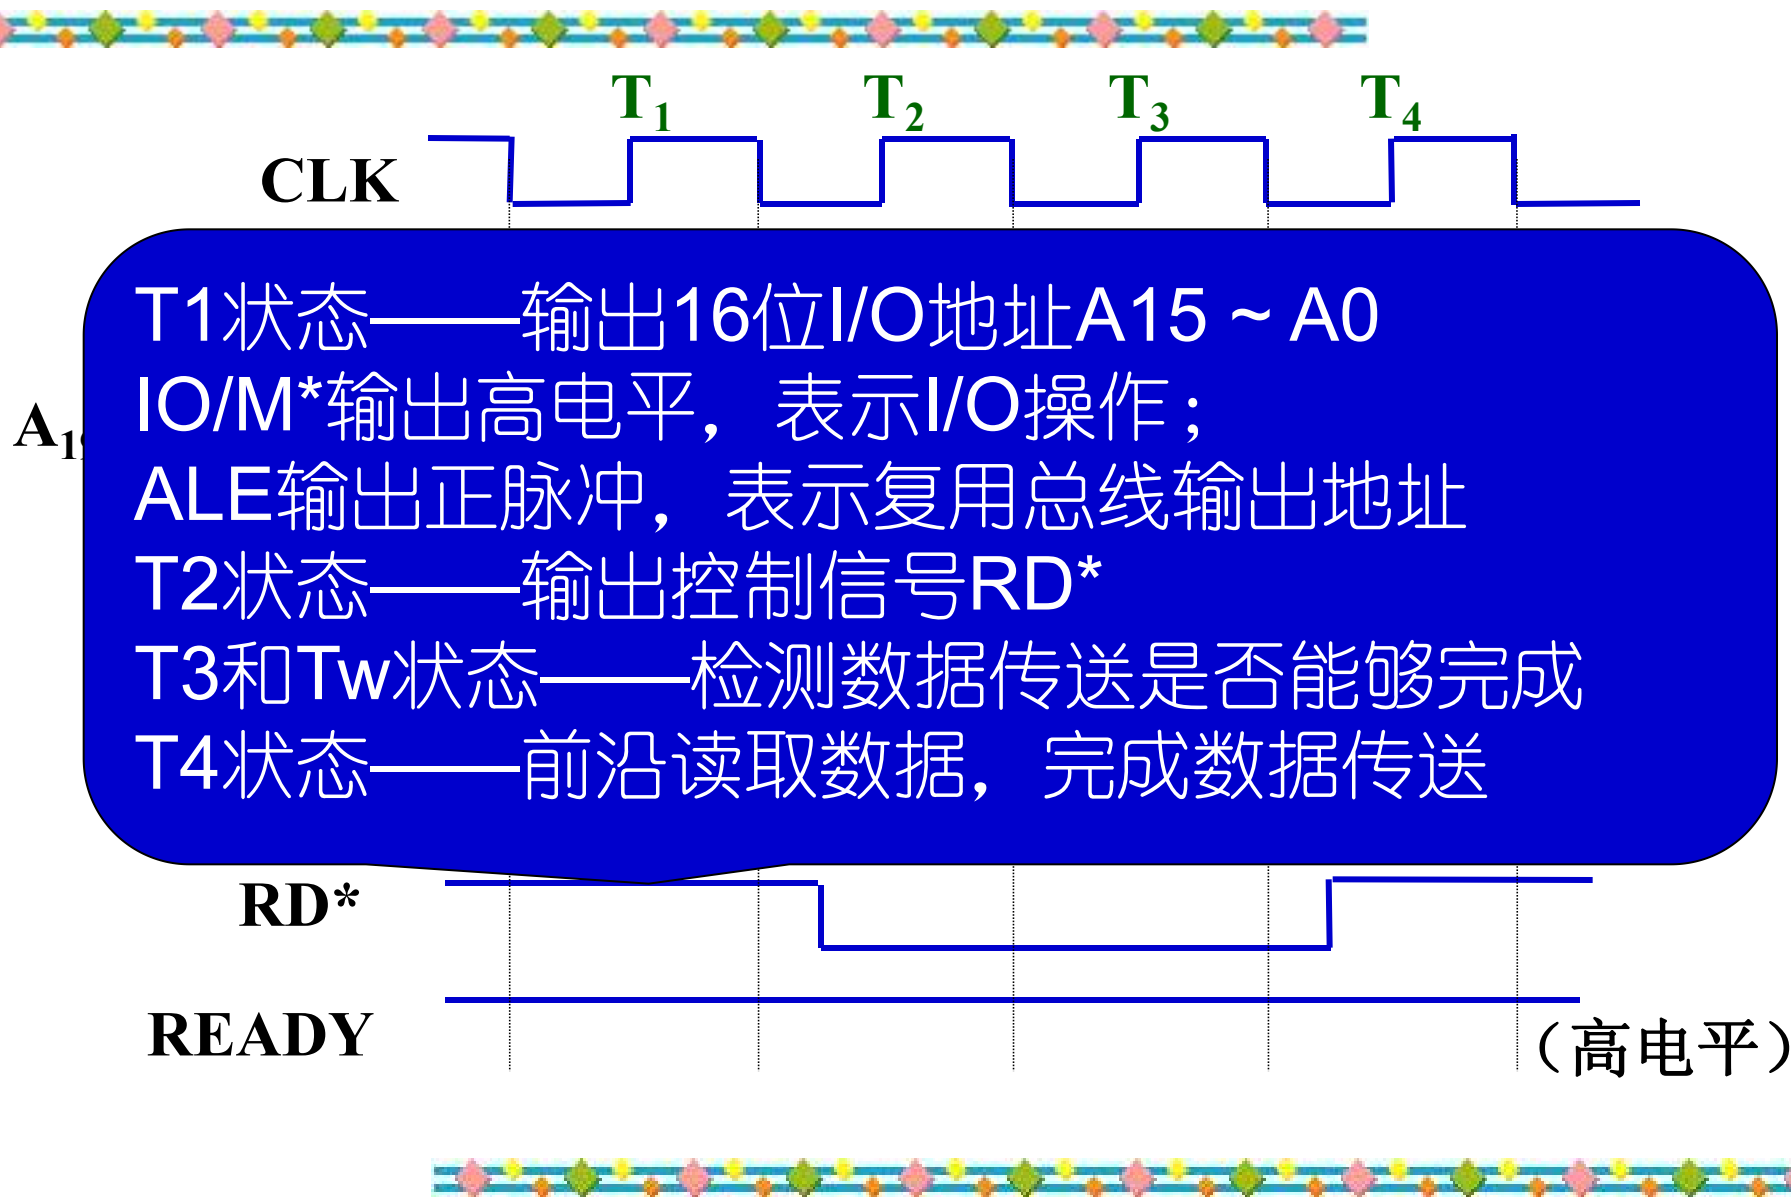 T1 T2 T3 T4
CLK
T1状态——输出16位I/O地址A15 ~ A0
IO/M*输出高电平，表示I/O操作；
ALE输出正脉冲，表示复用总线输出地址
T2状态——输出控制信号RD*
T3和Tw状态——检测数据传送是否能够完成
T4状态——前沿读取数据，完成数据传送
RD*
READY
（高电平）